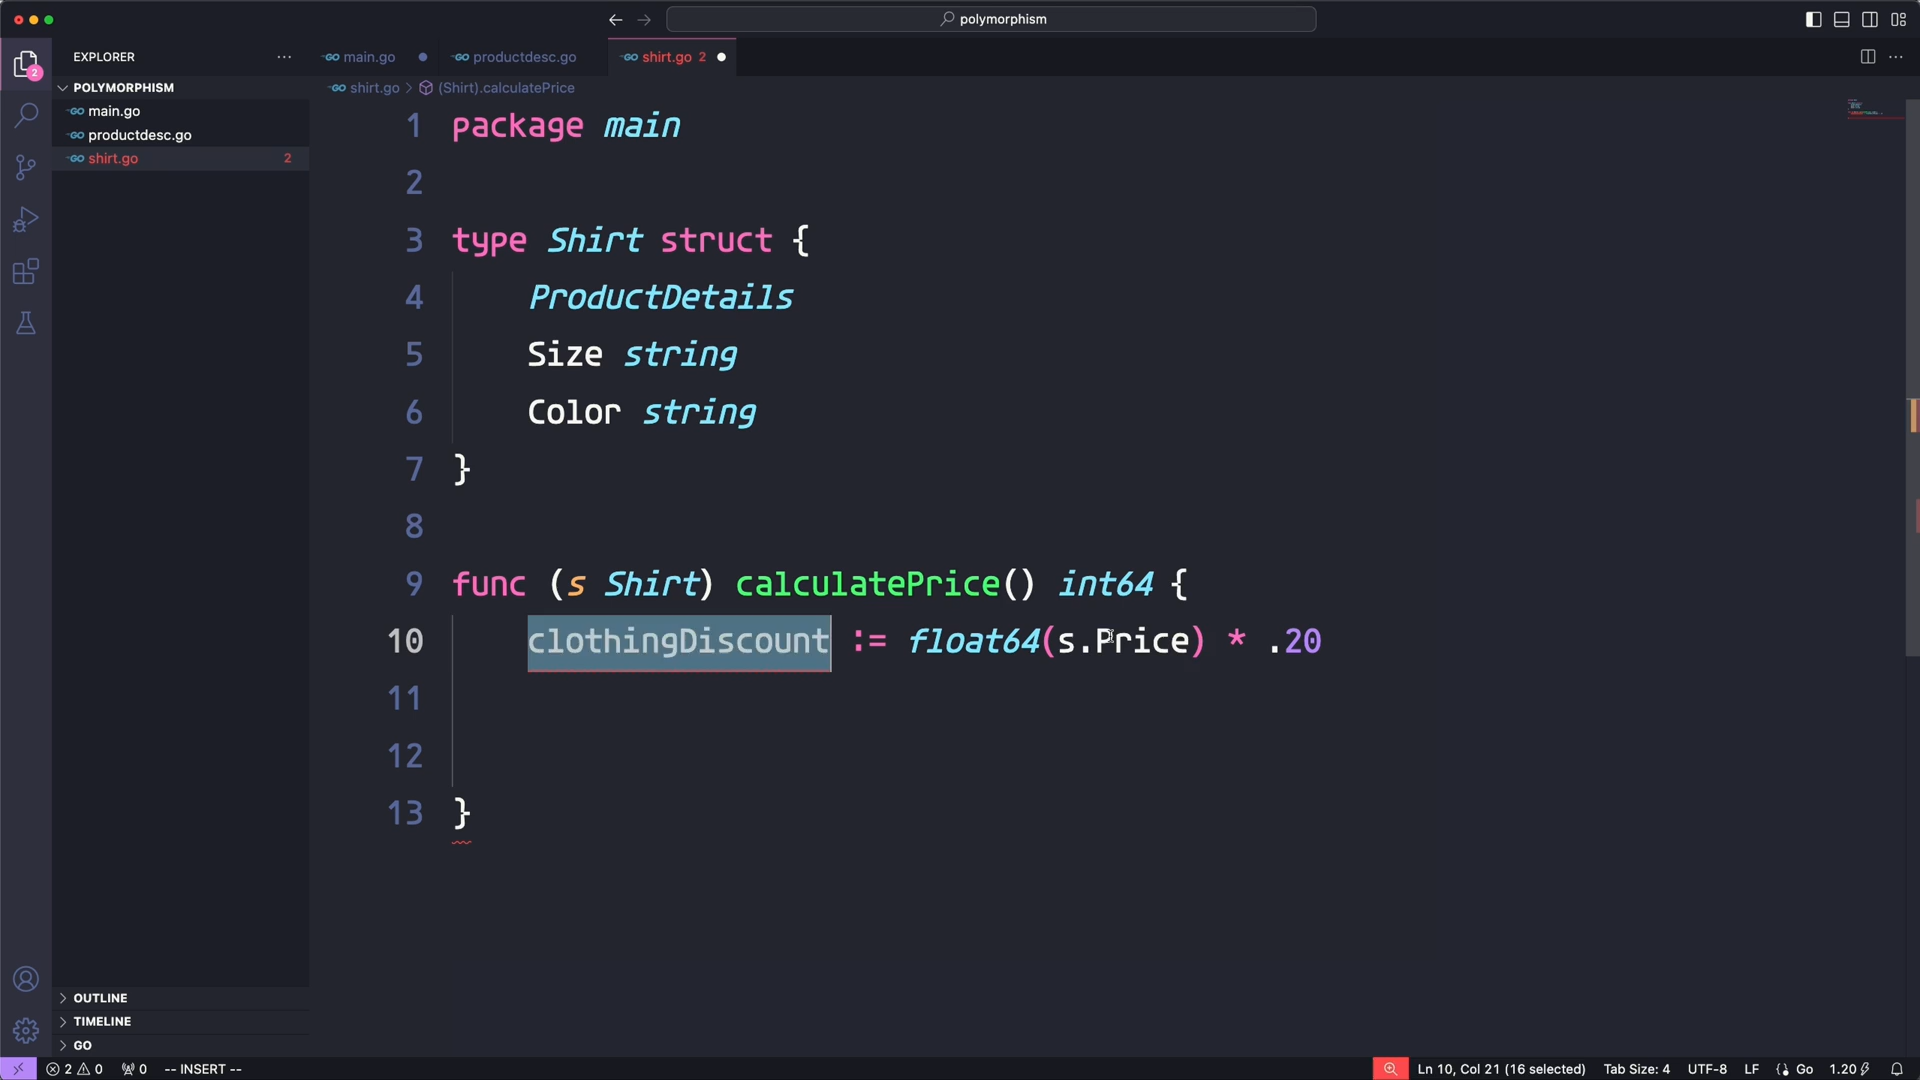 polymorphism
EXPLORER
main.go
productdesc.go
shirt.go 2
2
POLYMORPHISM
shirt.go > (Shirt).calculatePrice
main.go
productdesc.go
shirt.go 2
1 package main
2
3 type Shirt struct {
4 ProductDetails
5 Size string
6 Color string
7 }
8
9 func (s Shirt) calculatePrice() int64 {
10 clothingDiscount := float64(s.Price) * .20
11
12
13 }
OUTLINE
TIMELINE
GO
2 0 0 -- INSERT -- Ln 10, Col 21 (16 selected) Tab Size: 4 UTF-8 LF Go 1.20